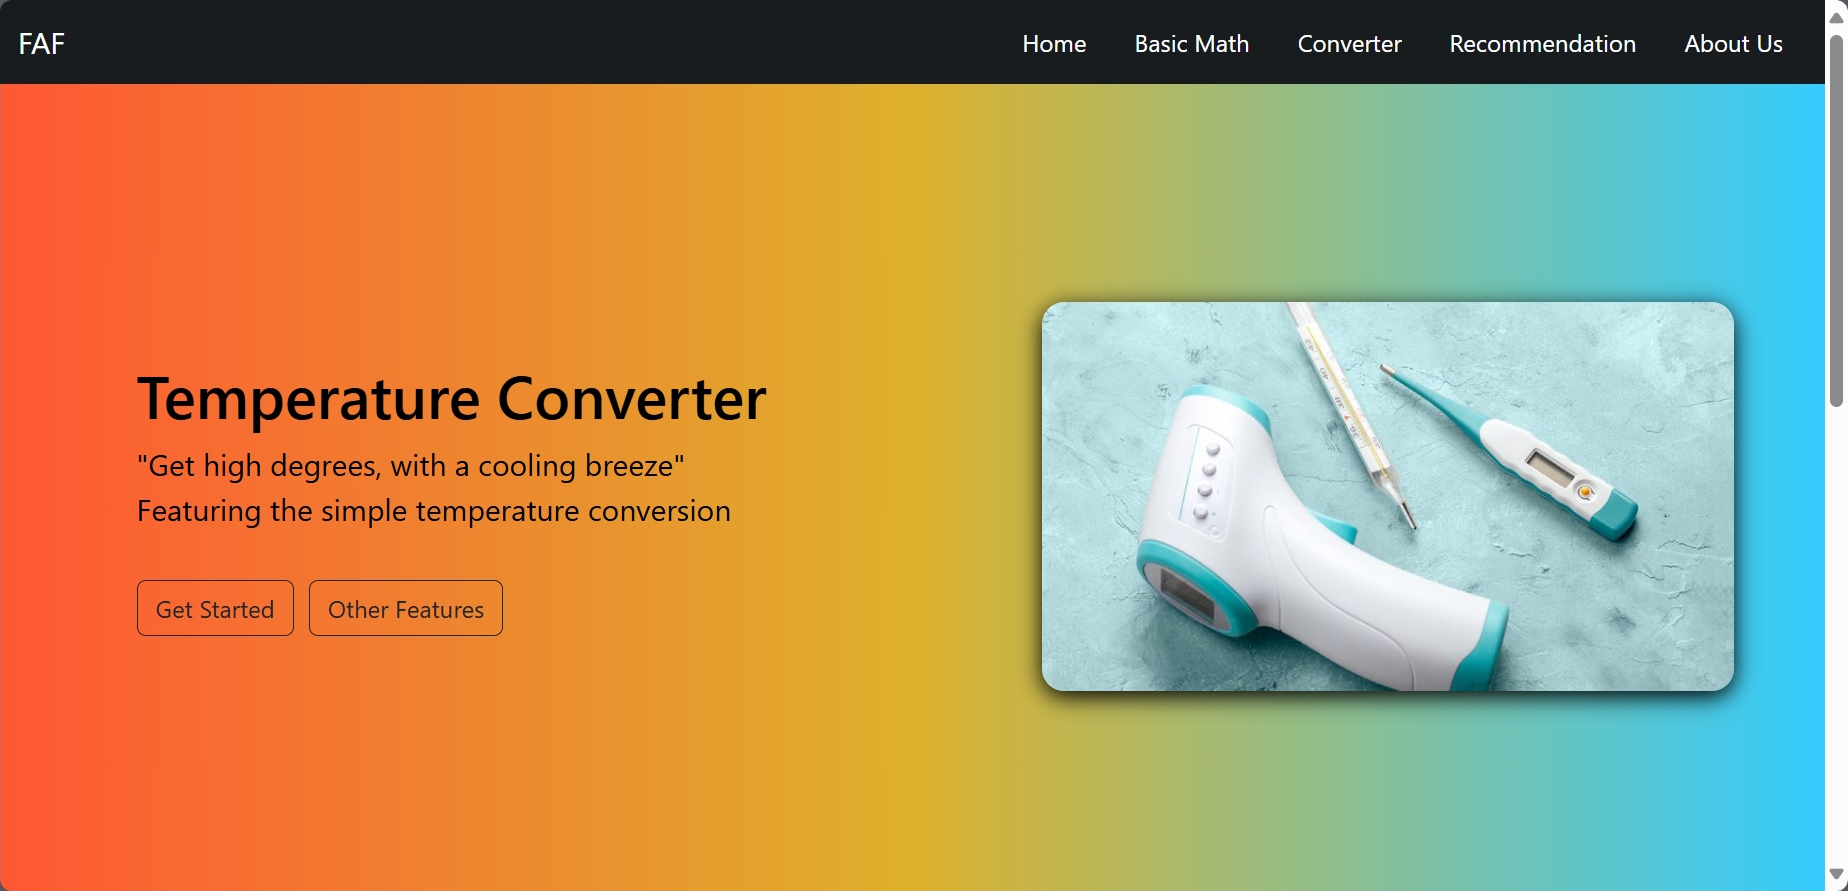 FAF
Home Basic Math Converter Recommendation About Us
Temperature Converter
"Get high degrees, with a cooling breeze"
Featuring the simple temperature conversion
Get Started Other Features